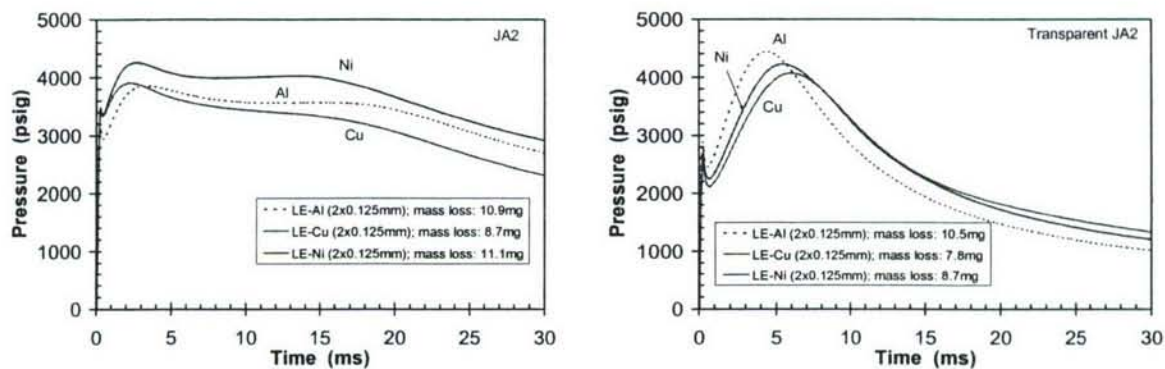 5000
4000
3000
2000
1000
0
Pressure (psig)
JA2
Ni
Al
Cu
LE-Al (2x0.125mm); mass loss: 10.9mg
LE-Cu (2x0.125mm); mass loss: 8.7mg
LE-Ni (2x0.125mm); mass loss: 11.1mg
0 5 10 15 20 25 30
Time (ms)
5000
4000
3000
2000
1000
0
Pressure (psig)
Transparent JA2
Al
Ni
Cu
LE-Al (2x0.125mm); mass loss: 10.5mg
LE-Cu (2x0.125mm); mass loss: 7.8mg
LE-Ni (2x0.125mm); mass loss: 8.7mg
0 5 10 15 20 25 30
Time (ms)